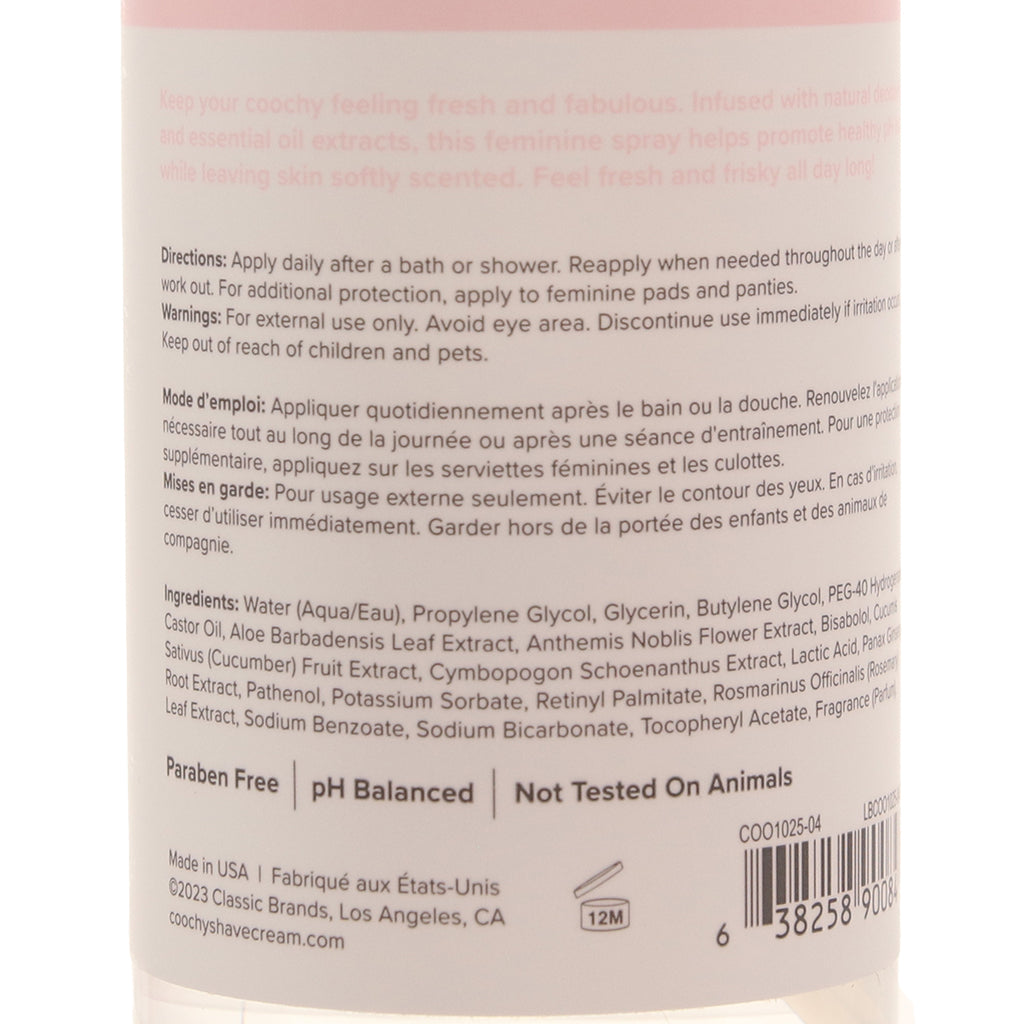 Keep your coochy feeling fresh and fabulous. Infused with natural
and essential oil extracts, this feminine spray helps promote healthy pH
while leaving skin softly scented. Feel fresh and frisky all day long!
Directions: Apply daily after a bath or shower. Reapply when needed throughout the day or
work out. For additional protection, apply to feminine pads and panties.
Warnings: For external use only. Avoid eye area. Discontinue use immediately if irritation
Keep out of reach of children and pets.
Mode d'emploi: Appliquer quotidiennement après le bain ou la douche. Renouvelez
nécessaire tout au long de la journée ou après une séance d'entraînement. Pour une
supplémentaire, appliquez sur les serviettes féminines et les culottes.
Mises en garde: Pour usage externe seulement. Éviter le contour des yeux. En cas d'irritation,
cesser d'utiliser immédiatement. Garder hors de la portée des enfants et des animaux de
compagnie.
Ingredients: Water (Aqua/Eau), Propylene Glycol, Glycerin, Butylene Glycol, PEG-40
Castor Oil, Aloe Barbadensis Leaf Extract, Anthemis Noblis Flower Extract, Bisabolol,
Sativus (Cucumber) Fruit Extract, Cymbopogon Schoenanthus Extract, Lactic Acid, Panax
Root Extract, Pathenol, Potassium Sorbate, Retinyl Palmitate, Rosmarinus Officinalis (Rosemary
Leaf Extract, Sodium Benzoate, Sodium Bicarbonate, Tocopheryl Acetate, Fragrance (Parfum).
Paraben Free | pH Balanced | Not Tested On Animals
COO1025-04
Made in USA | Fabriqué aux États-Unis
©2023 Classic Brands, Los Angeles, CA
coochyshavecream.com
12M
6 38258 90084